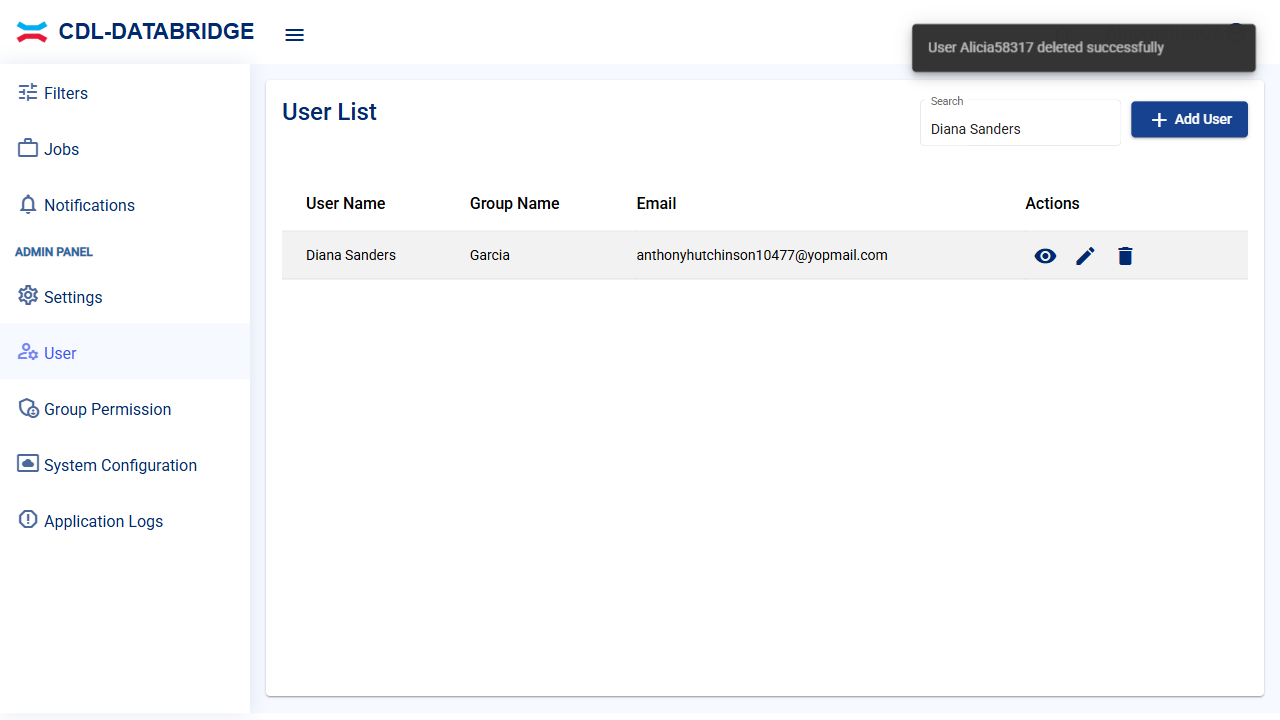 CDL-DATABRIDGE
User Alicia58317 deleted successfully
Filters
Jobs
Notifications
ADMIN PANEL
Settings
User
Group Permission
System Configuration
Application Logs
User List
Search
Diana Sanders
Add User
User Name Group Name Email Actions
Diana Sanders Garcia anthonyhutchinson10477@yopmail.com